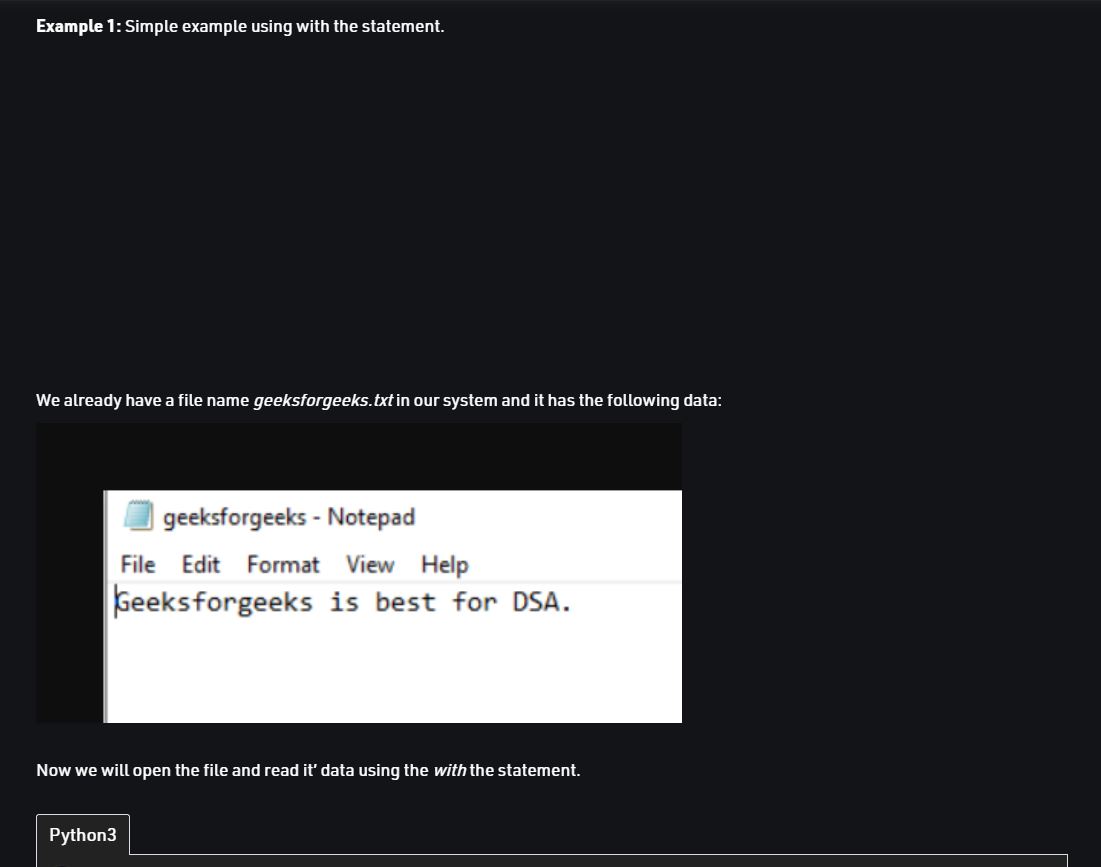 Example 1: Simple example using with the statement.
We already have a file name geeksforgeeks.txt in our system and it has the following data:
geeksforgeeks - Notepad
File Edit Format View Help
Geeksforgeeks is best for DSA.
Now we will open the file and read it’ data using the with the statement.
Python3